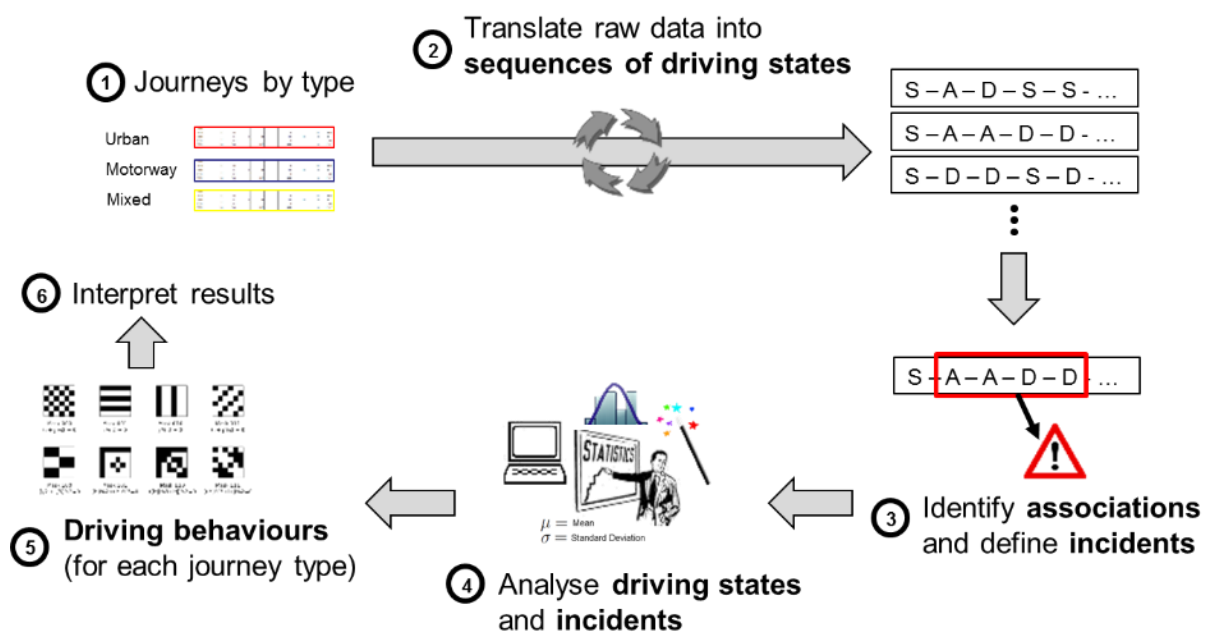 1 Journeys by type
Urban
Motorway
Mixed
2 Translate raw data into
sequences of driving states
S – A – D – S – S - ...
S – A – A – D – D - ...
S – D – D – S – D - ...
S – A – A – D – D - ...
!
3 Identify associations
and define incidents
STATISTICS
μ = Mean
σ = Standard Deviation
4 Analyse driving states
and incidents
5 Driving behaviours
(for each journey type)
6 Interpret results